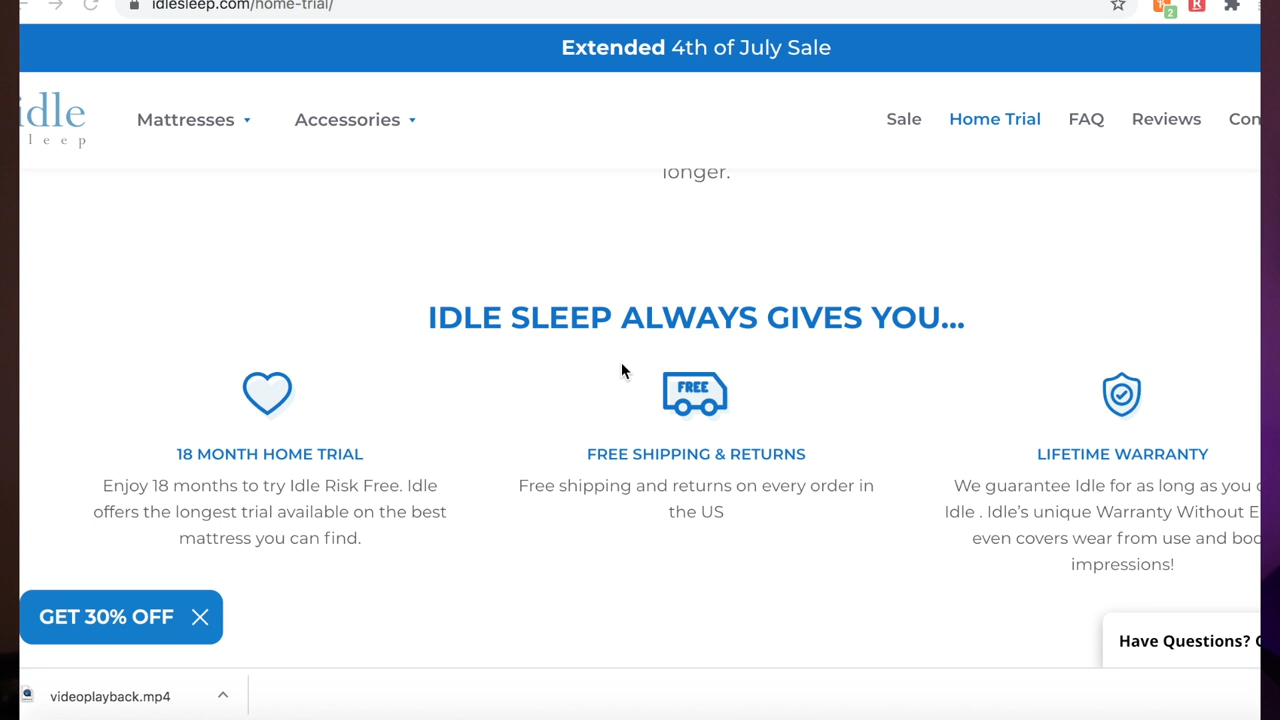 idlesleep.com/home-trial/
2
Extended 4th of July Sale
idle
sleep
Mattresses
Accessories
Sale
Home Trial
FAQ
Reviews
longer.
IDLE SLEEP ALWAYS GIVES YOU...
FREE
18 MONTH HOME TRIAL
Enjoy 18 months to try Idle Risk Free. Idle
offers the longest trial available on the best
mattress you can find.
FREE SHIPPING & RETURNS
Free shipping and returns on every order in
the US
LIFETIME WARRANTY
We guarantee Idle for as long as you
Idle . Idle's unique Warranty Without
even covers wear from use and
impressions!
GET 30% OFF
Have Questions?
videoplayback.mp4